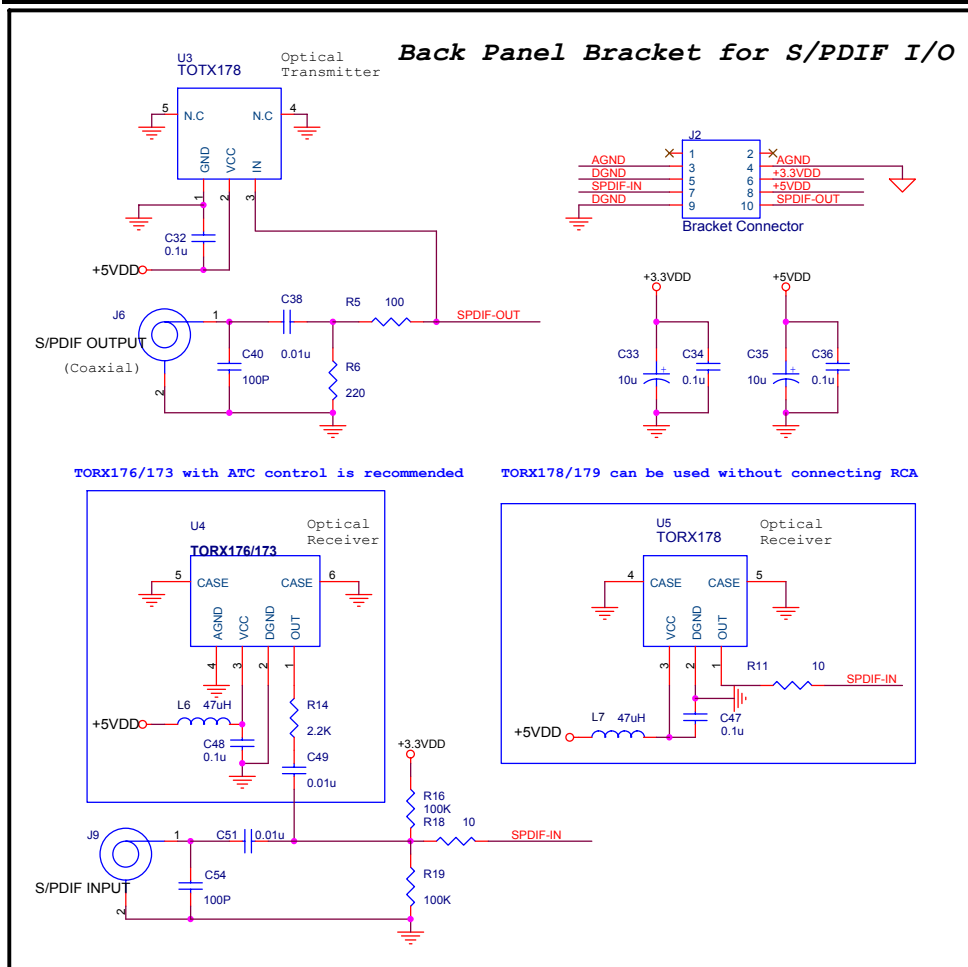 Back Panel Bracket for S/PDIF I/O
U3
TOTX178
Optical
Transmitter
5
N.C
N.C
4
GND
VCC
IN
1
2
3
C32
0.1u
+5VDD
J2
1
2
AGND
3
4
AGND
DGND
5
6
+3.3VDD
SPDIF-IN
7
8
+5VDD
DGND
9
10
SPDIF-OUT
Bracket Connector
J6
1
S/PDIF OUTPUT
(Coaxial)
2
C38
0.01u
C40
100P
R5
100
R6
220
SPDIF-OUT
+3.3VDD
C33
10u
+
C34
0.1u
+5VDD
C35
10u
+
C36
0.1u
TORX176/173 with ATC control is recommended
U4
TORX176/173
Optical
Receiver
5
CASE
CASE
6
AGND
VCC
DGND
OUT
4
3
2
1
+5VDD
L6
47uH
C48
0.1u
R14
2.2K
C49
0.01u
TORX178/179 can be used without connecting RCA
U5
TORX178
Optical
Receiver
4
CASE
CASE
5
VCC
DGND
OUT
3
2
1
R11
10
SPDIF-IN
L7
47uH
+5VDD
C47
0.1u
+3.3VDD
R16
100K
R18
10
SPDIF-IN
R19
100K
J9
1
S/PDIF INPUT
2
C51
0.01u
C54
100P